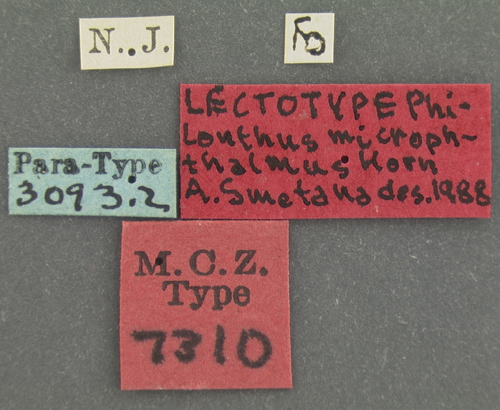 N.J.
LECTOTYPE Phi-
lonthus microph-
thalmus Horn
A. Smetana des. 1988
Para-Type
3093.2
M.C.Z.
Type
7310